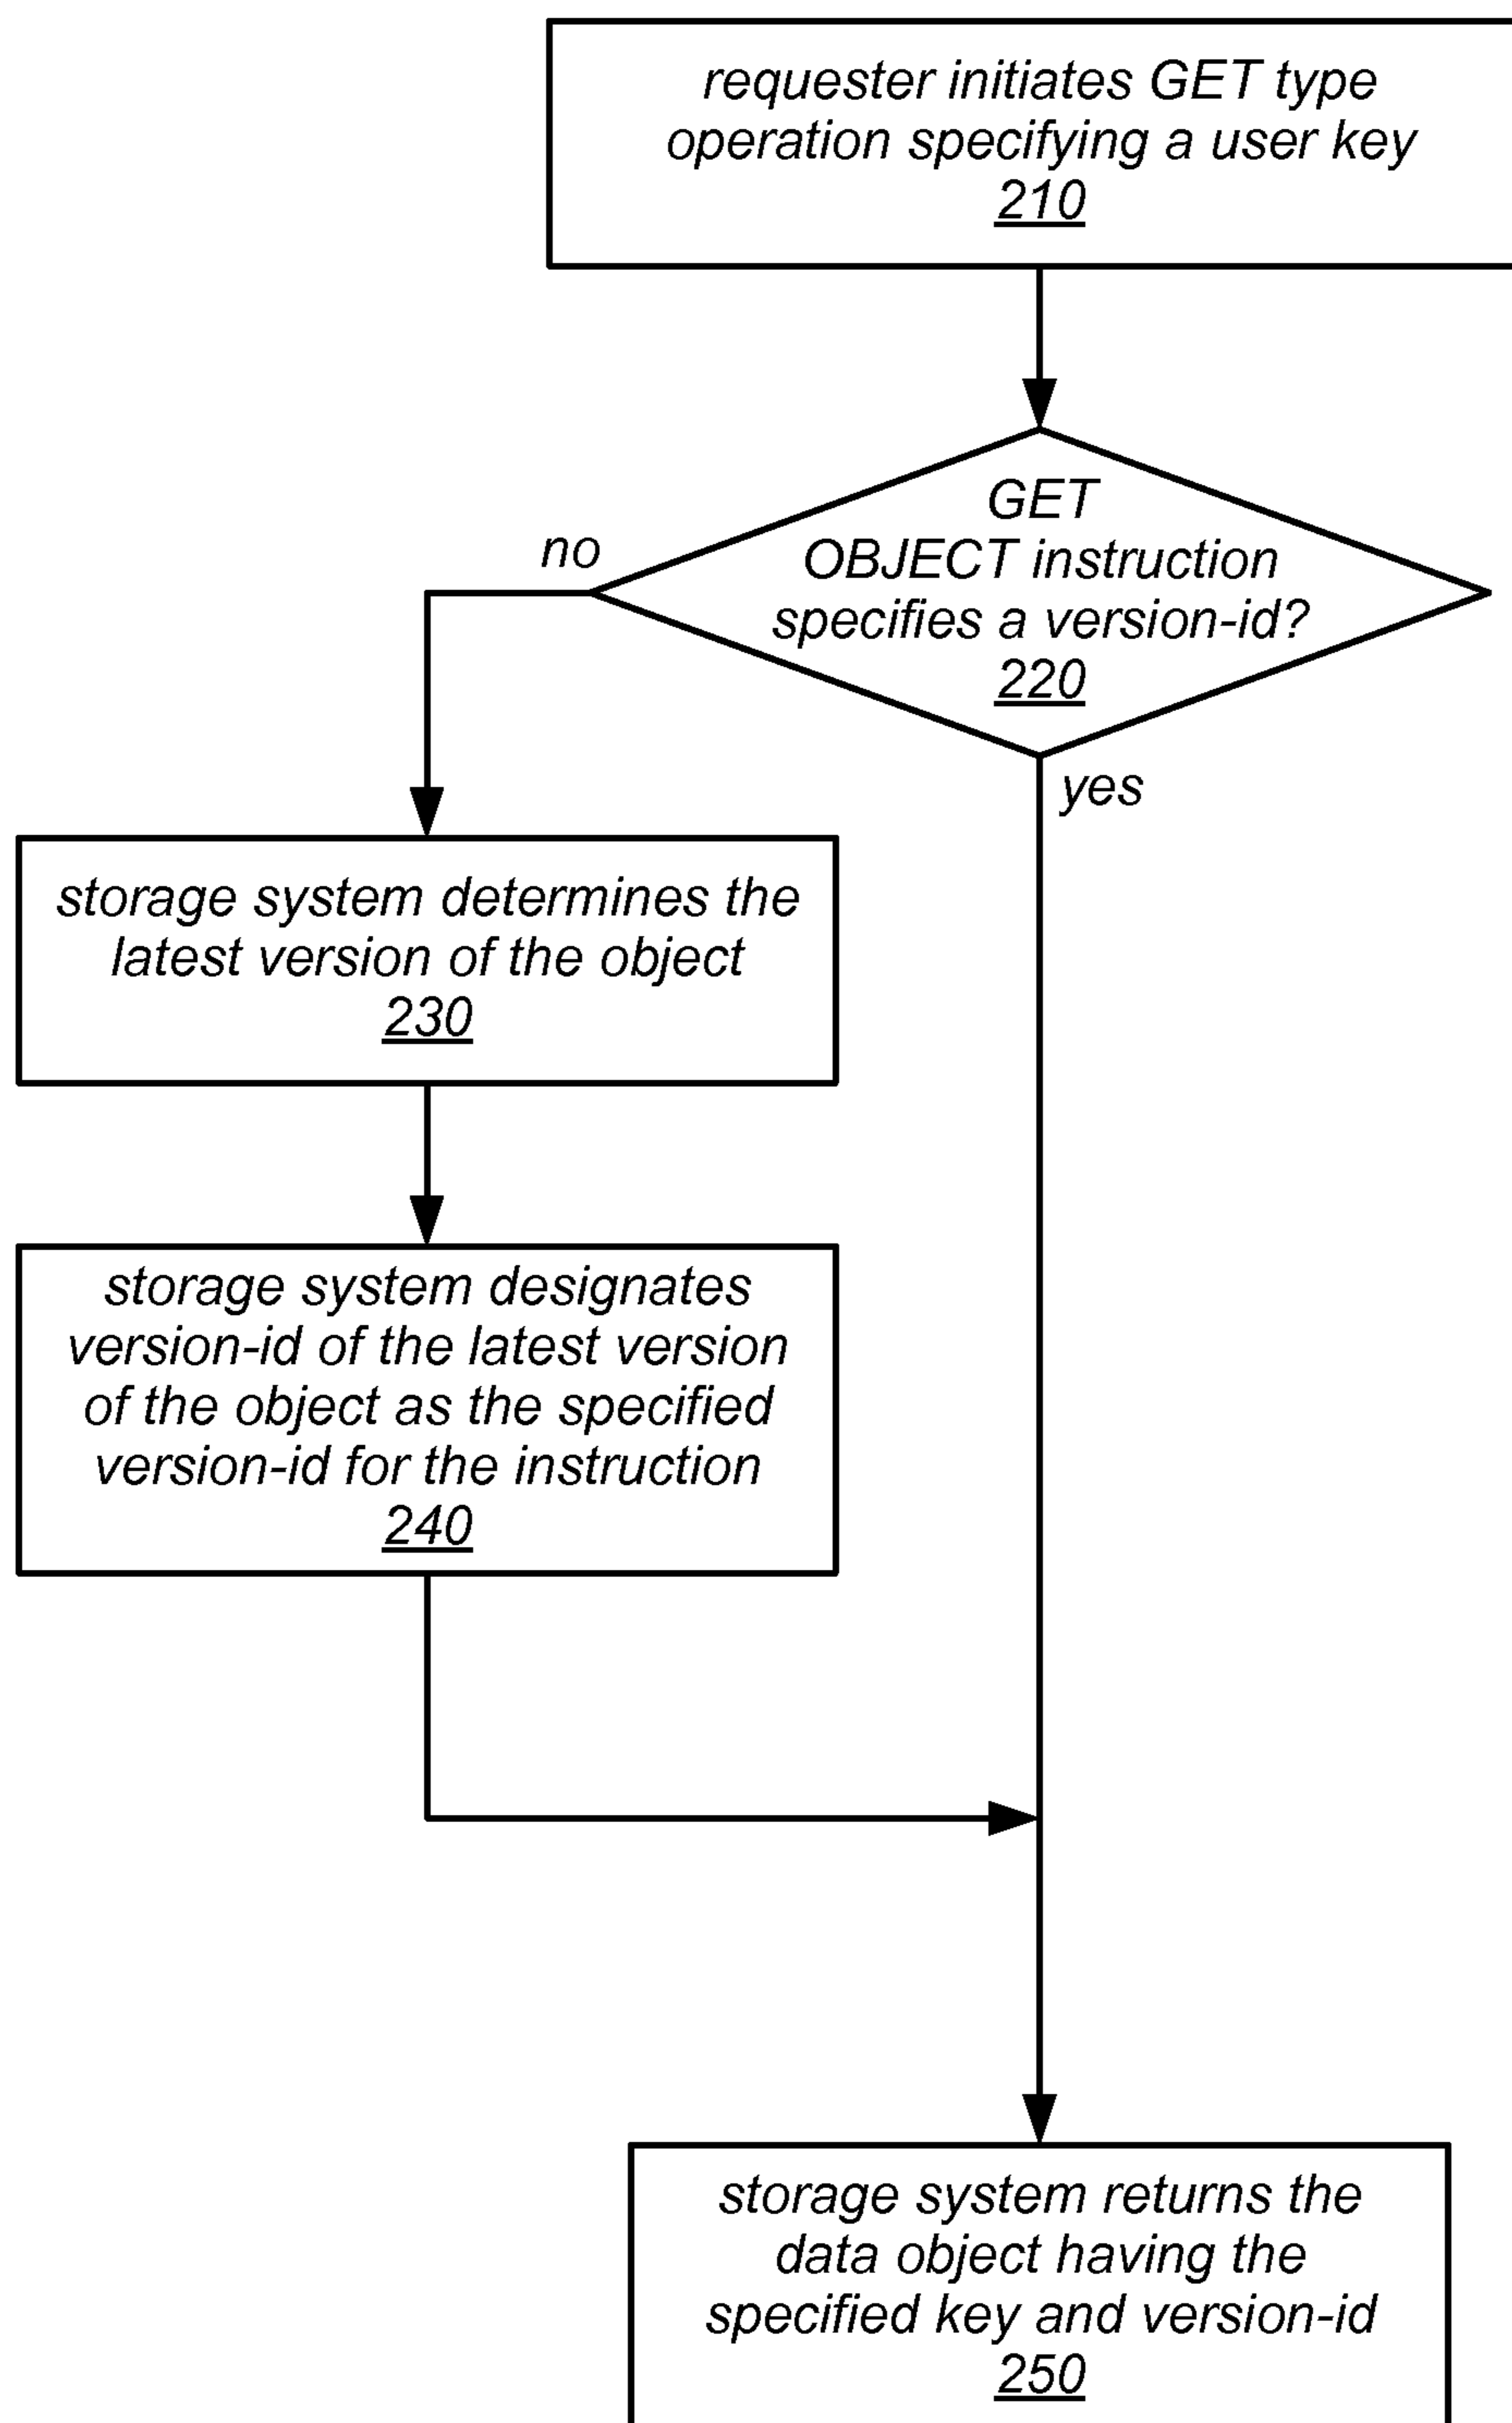 requester initiates GET type
operation specifying a user key
210
GET
OBJECT instruction
specifies a version-id?
220
no
yes
storage system determines the
latest version of the object
230
storage system designates
version-id of the latest version
of the object as the specified
version-id for the instruction
240
storage system returns the
data object having the
specified key and version-id
250